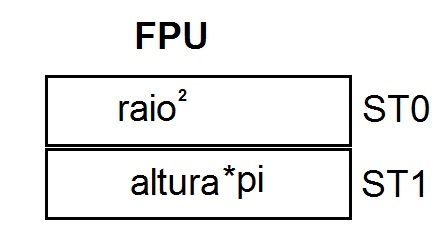 FPU
raio² ST0
altura*pi ST1